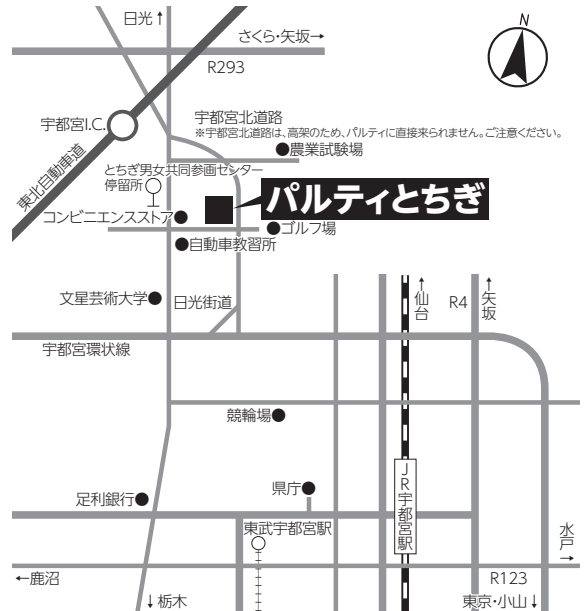 日光↑
N
さくら・矢坂→
R293
宇都宮I.C.
宇都宮北道路
※宇都宮北道路は、高架のため、パルティに直接来られません。ご注意ください。
東北自動車道
農業試験場
とちぎ男女共同参画センター
停留所
パルティとちぎ
コンビニエンスストア
ゴルフ場
自動車教習所
文星芸術大学
日光街道
↑仙台
R4
↑矢坂
宇都宮環状線
競輪場
JR宇都宮駅
足利銀行
県庁
東武宇都宮駅
水戸→
←鹿沼
R123
↓栃木
東京・小山↓